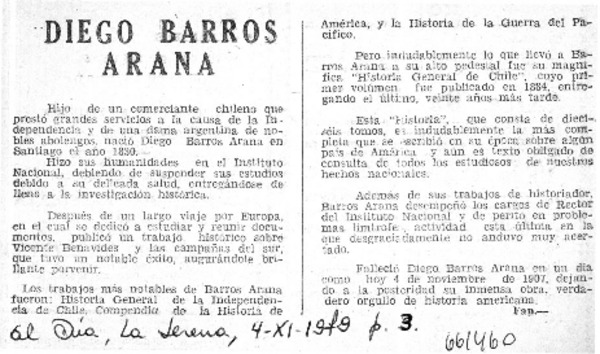 DIEGO BARROS
ARANA
Hijo de un comerciante chileno que
prestó grandes servicios a la causa de la In-
dependencia y de una dama argentina de no-
bles abolengos, nació Diego Barros Arana en
Santiago el año 1830.
Hizo sus humanidades en el Instituto
Nacional, debiendo de suspender sus estudios
debido a su delicada salud, entregándose de
lleno a la investigación histórica.
Después de un largo viaje por Europa,
en el cual se dedicó a estudiar y reunir docu-
mentos, publicó un trabajo histórico sobre
Vicente Benavides y las campañas del sur,
que tuvo un notable éxito, augurándole bri-
llante porvenir.
Los trabajos más notables de Barros Arana
fueron: Historia General de la Independen-
cia de Chile, Compendia de la Historia de
América, y la Historia de la Guerra del Pa-
cífico.
Pero indudablemente lo que llevó a Ba-
rros Arana a su alto pedestal fue su magní-
fica "Historia General de Chile", cuyo pri-
mer volúmen fue publicado en 1884, entre-
gando el último, veinte años más tarde.
Esta "Historia", que consta de dieci-
séis tomos, es indudablemente la más com-
pleta que se escribió en su época sobre algún
país de América y aún es texto obligado de
consulta de todos los estudiosos de nuestros
hechos nacionales.
Además de sus trabajos de historiador,
Barros Arana desempeñó los cargos de Rector
del Instituto Nacional y de perito en proble-
mas limítrofes, actividad esta última en la
que desgraciadamente no anduvo muy acer-
tado.
Falleció Diego Barros Arana en un día
como hoy 4 de noviembre de 1907, dejan-
do a la posteridad su inmensa obra, verda-
dero orgullo de historia americana.
Fap.—
El Día, La Serena, 4-XI-1979 p. 3.
661460